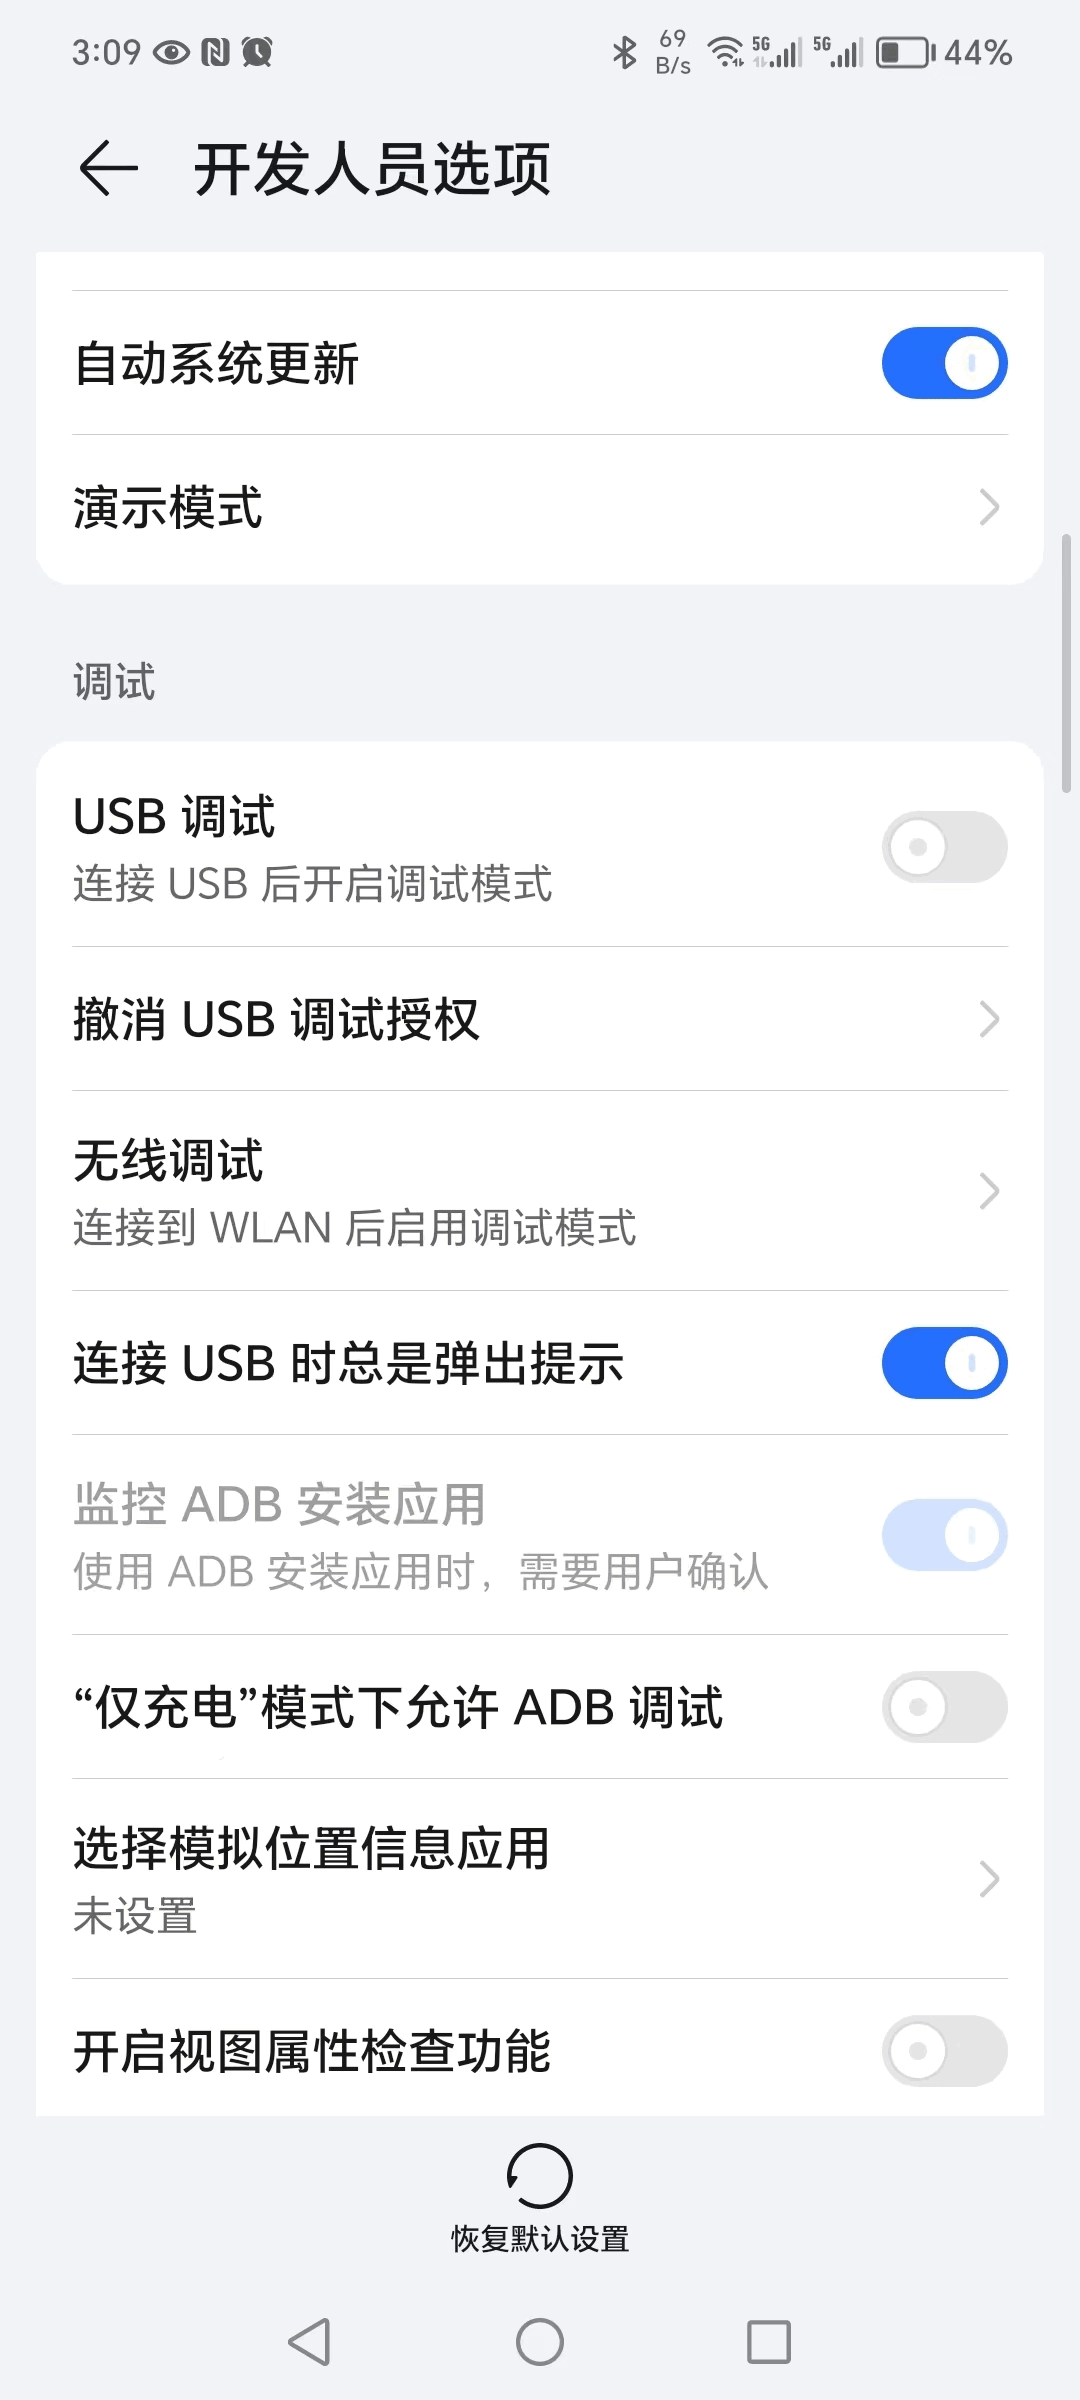 3:09 69 B/s 5G 5G 44%
开发人员选项
自动系统更新
演示模式
调试
USB 调试
连接 USB 后开启调试模式
撤消 USB 调试授权
无线调试
连接到 WLAN 后启用调试模式
连接 USB 时总是弹出提示
监控 ADB 安装应用
使用 ADB 安装应用时，需要用户确认
“仅充电”模式下允许 ADB 调试
选择模拟位置信息应用
未设置
开启视图属性检查功能
恢复默认设置